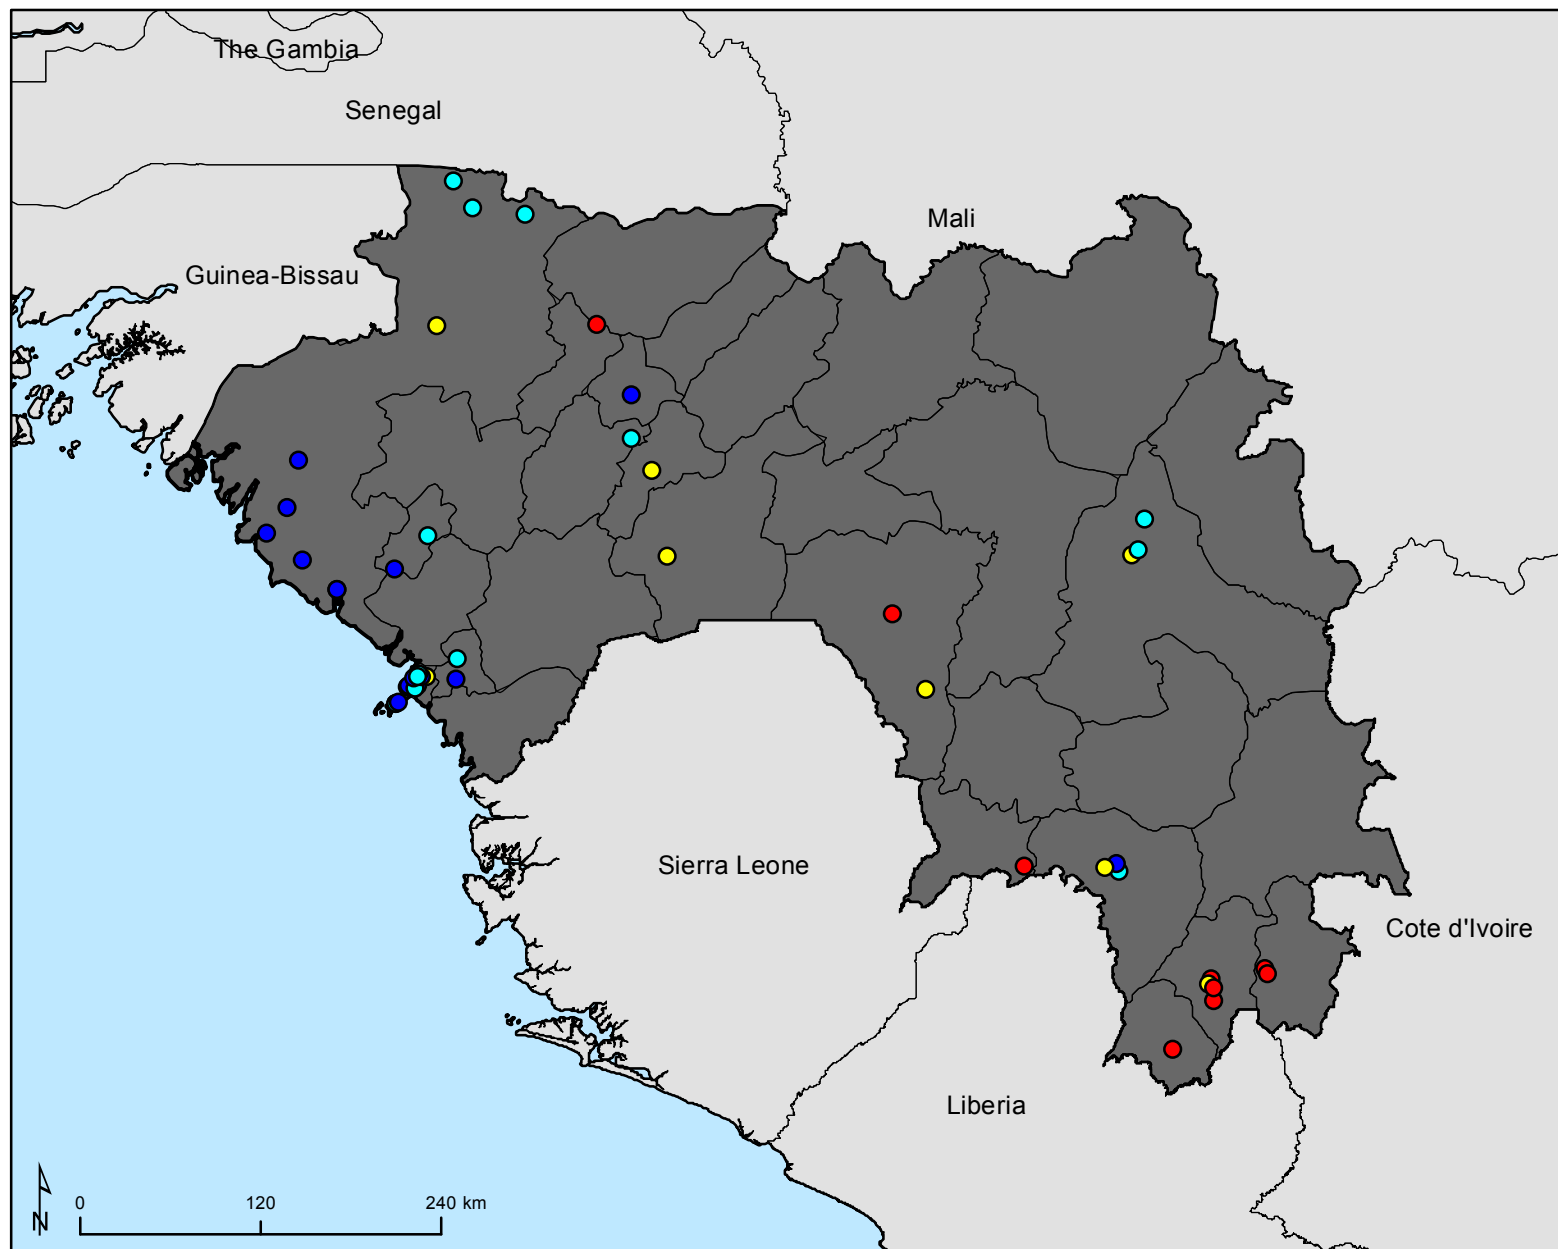 The Gambia
Senegal
Mali
Guinea-Bissau
Sierra Leone
Cote d'Ivoire
Liberia
N
0 120 240 km